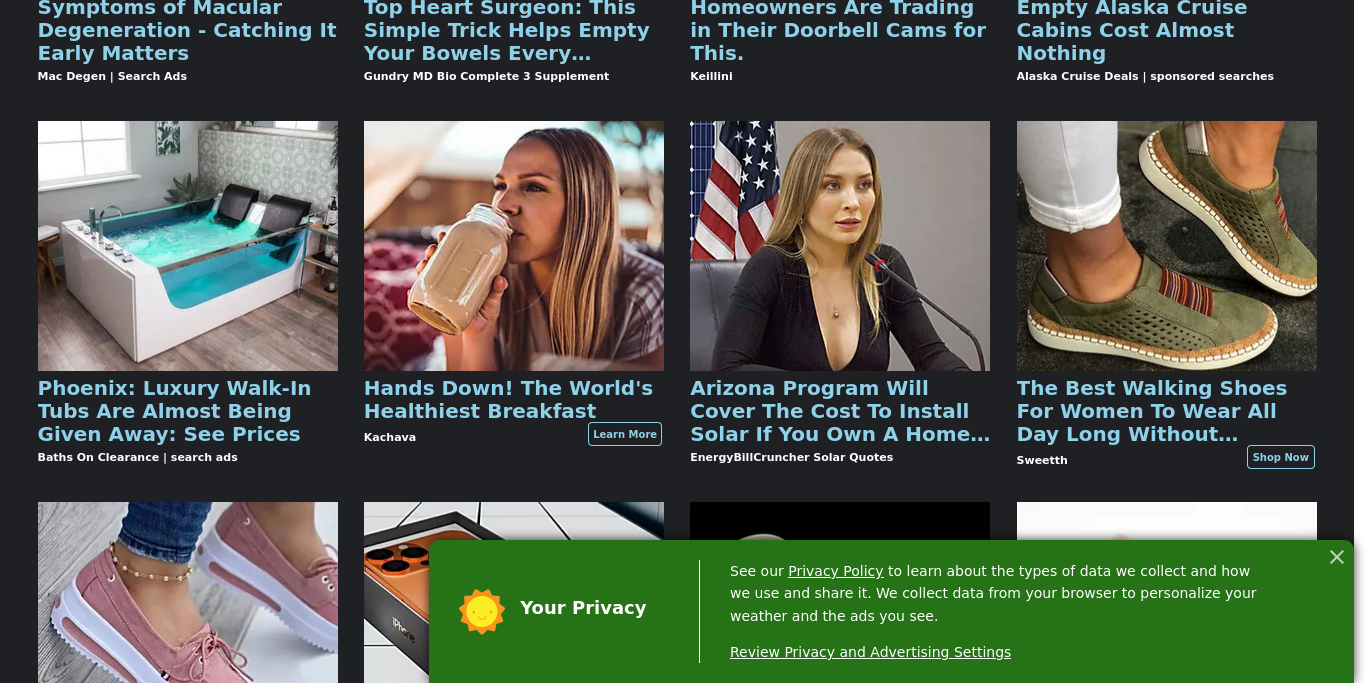 Symptoms of Macular
Degeneration - Catching It
Early Matters
Mac Degen | Search Ads
Top Heart Surgeon: This
Simple Trick Helps Empty
Your Bowels Every…
Gundry MD Bio Complete 3 Supplement
Homeowners Are Trading
in Their Doorbell Cams for
This.
Keillini
Empty Alaska Cruise
Cabins Cost Almost
Nothing
Alaska Cruise Deals | sponsored searches
Phoenix: Luxury Walk-In
Tubs Are Almost Being
Given Away: See Prices
Baths On Clearance | search ads
Hands Down! The World's
Healthiest Breakfast
Kachava
Learn More
Arizona Program Will
Cover The Cost To Install
Solar If You Own A Home…
EnergyBillCruncher Solar Quotes
The Best Walking Shoes
For Women To Wear All
Day Long Without…
Sweetth
Shop Now
iPhone
Your Privacy
See our Privacy Policy to learn about the types of data we collect and how
we use and share it. We collect data from your browser to personalize your
weather and the ads you see.
Review Privacy and Advertising Settings